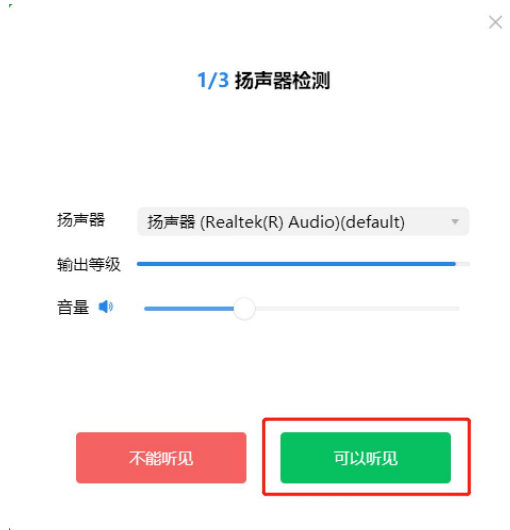 1/3 扬声器检测
扬声器 扬声器 (Realtek(R) Audio)(default)
输出等级
音量
不能听见 可以听见